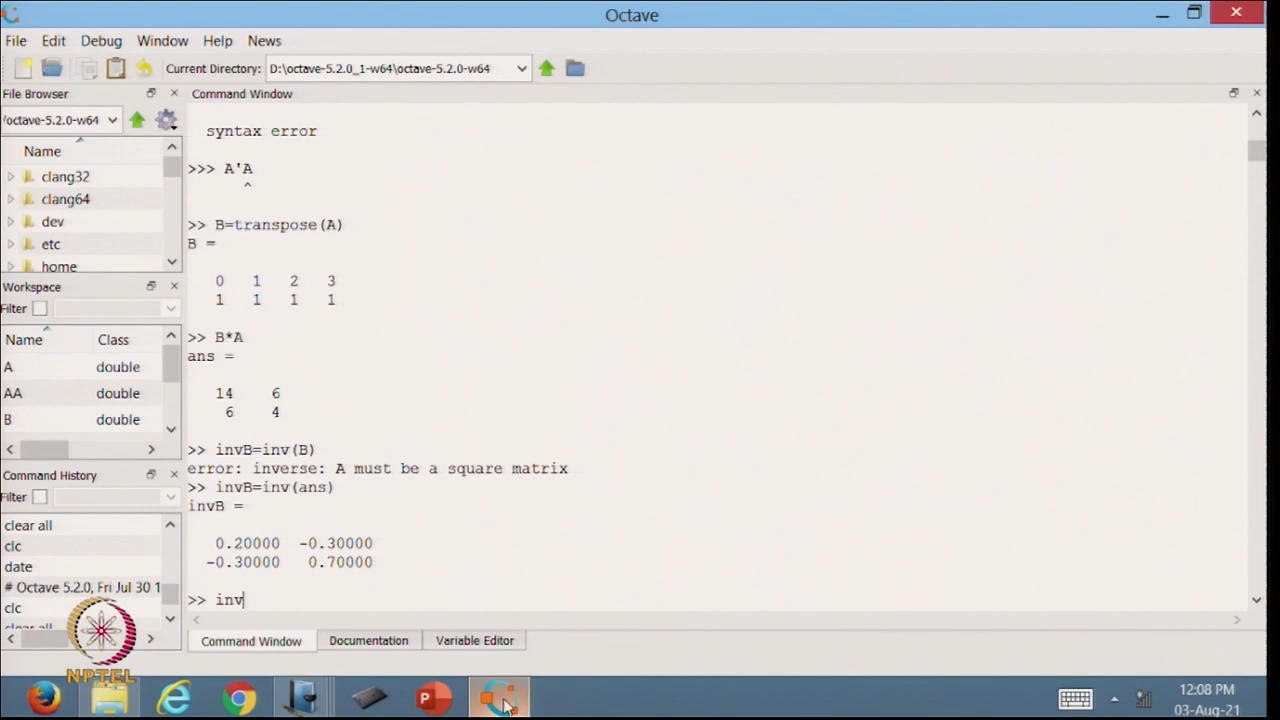 Octave
File Edit Debug Window Help News
Current Directory: D:\octave-5.2.0_1-w64\octave-5.2.0-w64
File Browser
/octave-5.2.0-w64
Name
clang32
clang64
dev
etc
home
Workspace
Filter
Name Class
A double
AA double
B double
Command History
Filter
clear all
clc
date
# Octave 5.2.0, Fri Jul 30 1
clc
Command Window
syntax error
>>> A'A
^
>> B=transpose(A)
B =
0 1 2 3
1 1 1 1
>> B*A
ans =
14 6
6 4
>> invB=inv(B)
error: inverse: A must be a square matrix
>> invB=inv(ans)
invB =
0.20000 -0.30000
-0.30000 0.70000
>> inv
Command Window Documentation Variable Editor
NPTEL
12:08 PM
03-Aug-21